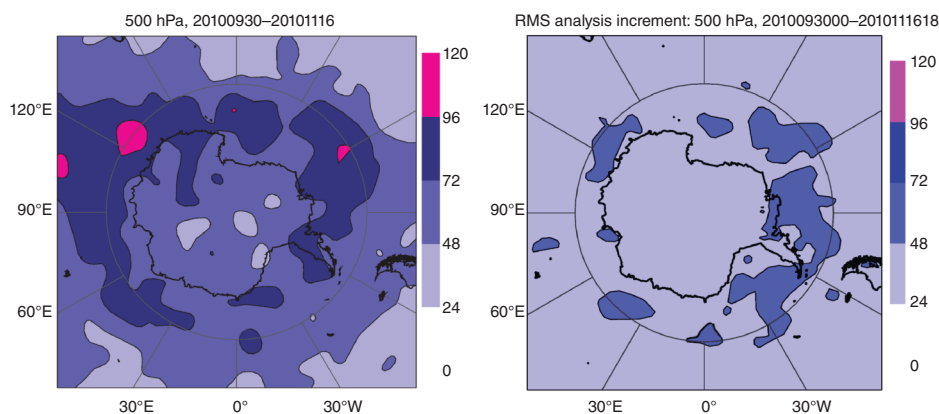 500 hPa, 20100930–20101116
120°E
90°E
60°E
30°E 0° 30°W
120
96
72
48
24
0
RMS analysis increment: 500 hPa, 2010093000–2010111618
120°E
90°E
60°E
30°E 0° 30°W
120
96
72
48
24
0